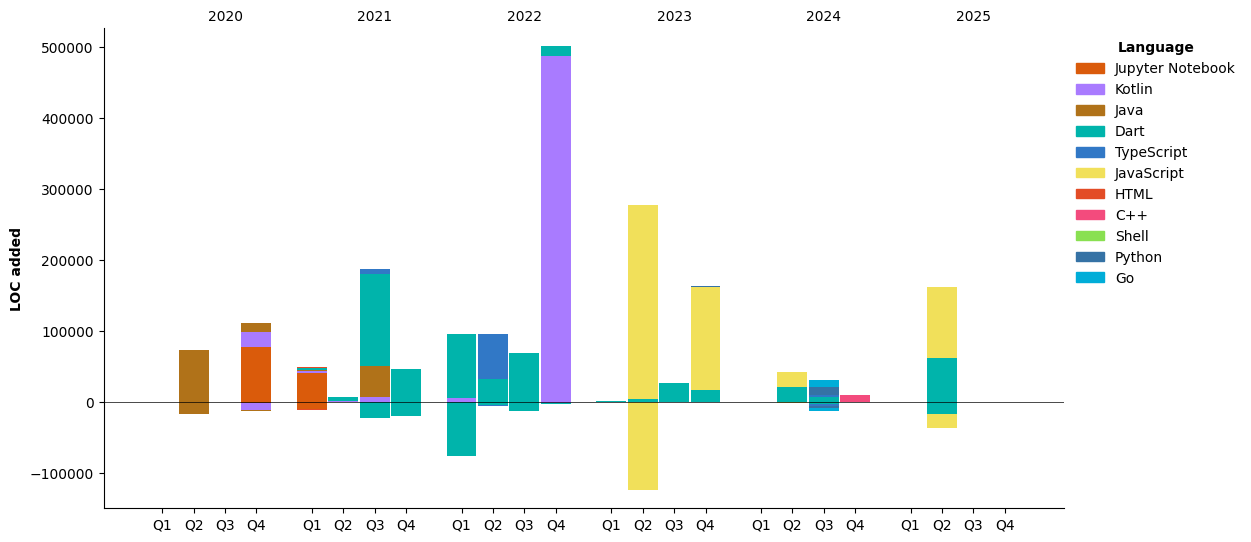 2020 2021 2022 2023 2024 2025
LOC added
500000
400000
300000
200000
100000
0
−100000
Q1 Q2 Q3 Q4 Q1 Q2 Q3 Q4 Q1 Q2 Q3 Q4 Q1 Q2 Q3 Q4 Q1 Q2 Q3 Q4 Q1 Q2 Q3 Q4
Language
Jupyter Notebook
Kotlin
Java
Dart
TypeScript
JavaScript
HTML
C++
Shell
Python
Go